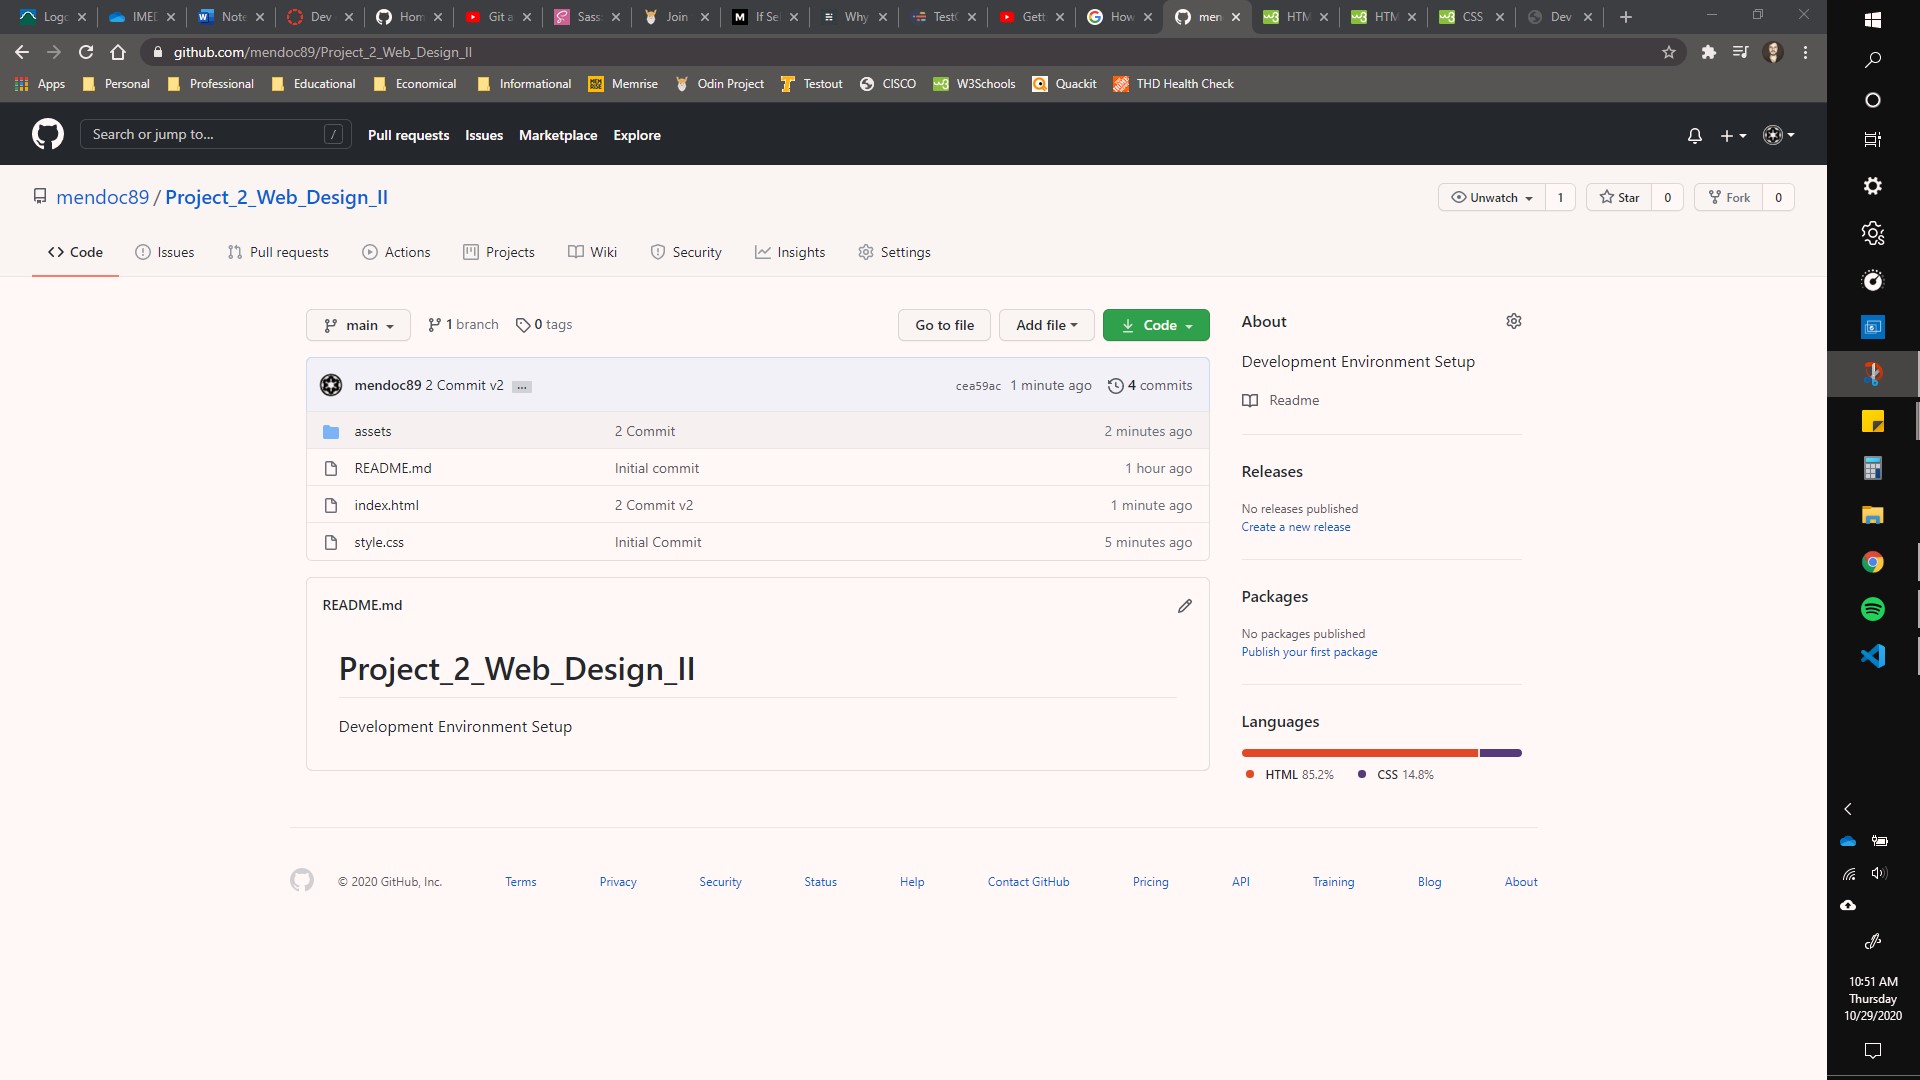 Logo IMED Note Dev Hom Git a Sass Join If Sel Why TestO Gett How men HTM HTM CSS Dev
github.com/mendoc89/Project_2_Web_Design_II
Apps Personal Professional Educational Economical Informational Memrise Odin Project Testout CISCO W3Schools Quackit THD Health Check
Search or jump to... / Pull requests Issues Marketplace Explore
mendoc89 / Project_2_Web_Design_II Unwatch 1 Star 0 Fork 0
Code Issues Pull requests Actions Projects Wiki Security Insights Settings
main 1 branch 0 tags Go to file Add file Code
mendoc89 2 Commit v2 ... cea59ac 1 minute ago 4 commits
assets 2 Commit 2 minutes ago
README.md Initial commit 1 hour ago
index.html 2 Commit v2 1 minute ago
style.css Initial Commit 5 minutes ago
README.md
Project_2_Web_Design_II
Development Environment Setup
About
Development Environment Setup
Readme
Releases
No releases published
Create a new release
Packages
No packages published
Publish your first package
Languages
HTML 85.2% CSS 14.8%
© 2020 GitHub, Inc. Terms Privacy Security Status Help Contact GitHub Pricing API Training Blog About
10:51 AM
Thursday
10/29/2020